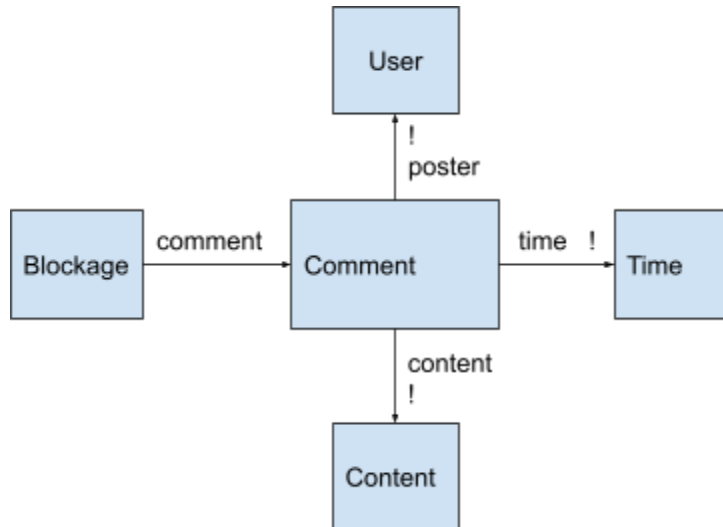 User
!
poster
comment
time !
Blockage
Comment
Time
content
!
Content